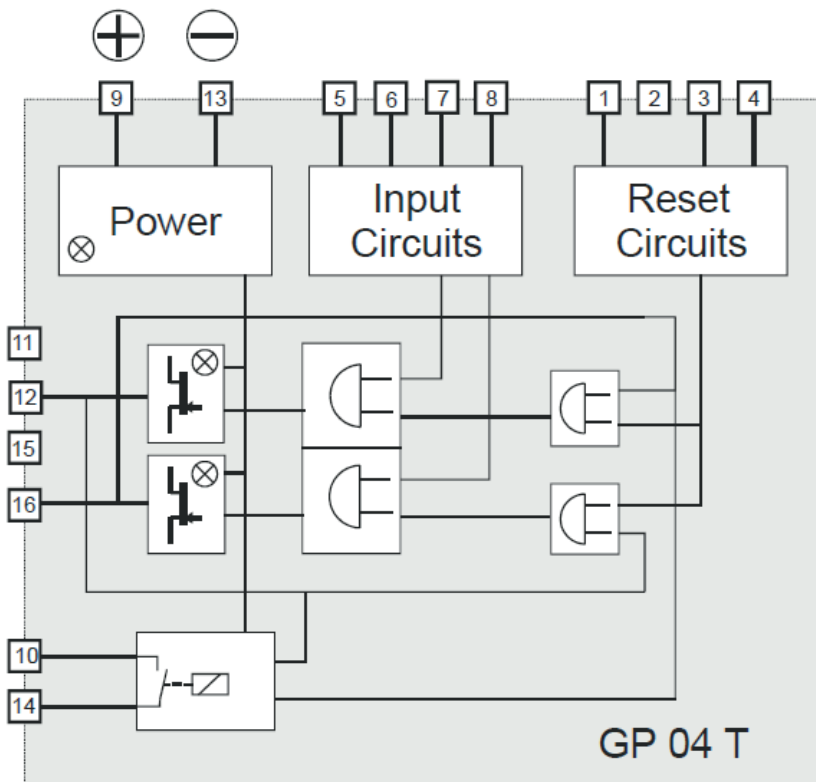 9 13 5 6 7 8 1 2 3 4
Power
Input
Circuits
Reset
Circuits
11
12
15
16
10
14
GP 04 T